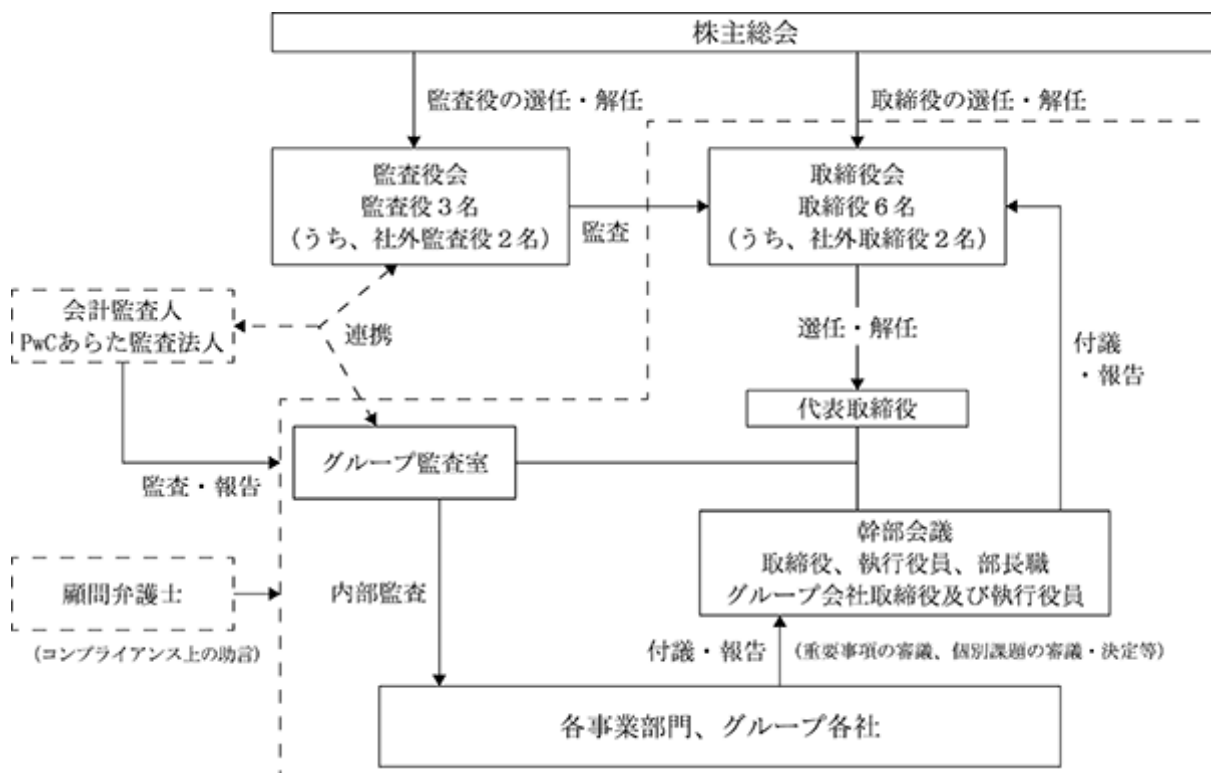 株主総会
監査役の選任・解任
取締役の選任・解任
監査役会
監査役3名
(うち、社外監査役2名)
監査
取締役会
取締役6名
(うち、社外取締役2名)
会計監査人
PwCあらた監査法人
連携
選任・解任
付議
・報告
代表取締役
グループ監査室
監査・報告
幹部会議
取締役、執行役員、部長職
グループ会社取締役及び執行役員
顧問弁護士
(コンプライアンス上の助言)
内部監査
付議・報告
(重要事項の審議、個別課題の審議・決定等)
各事業部門、グループ各社